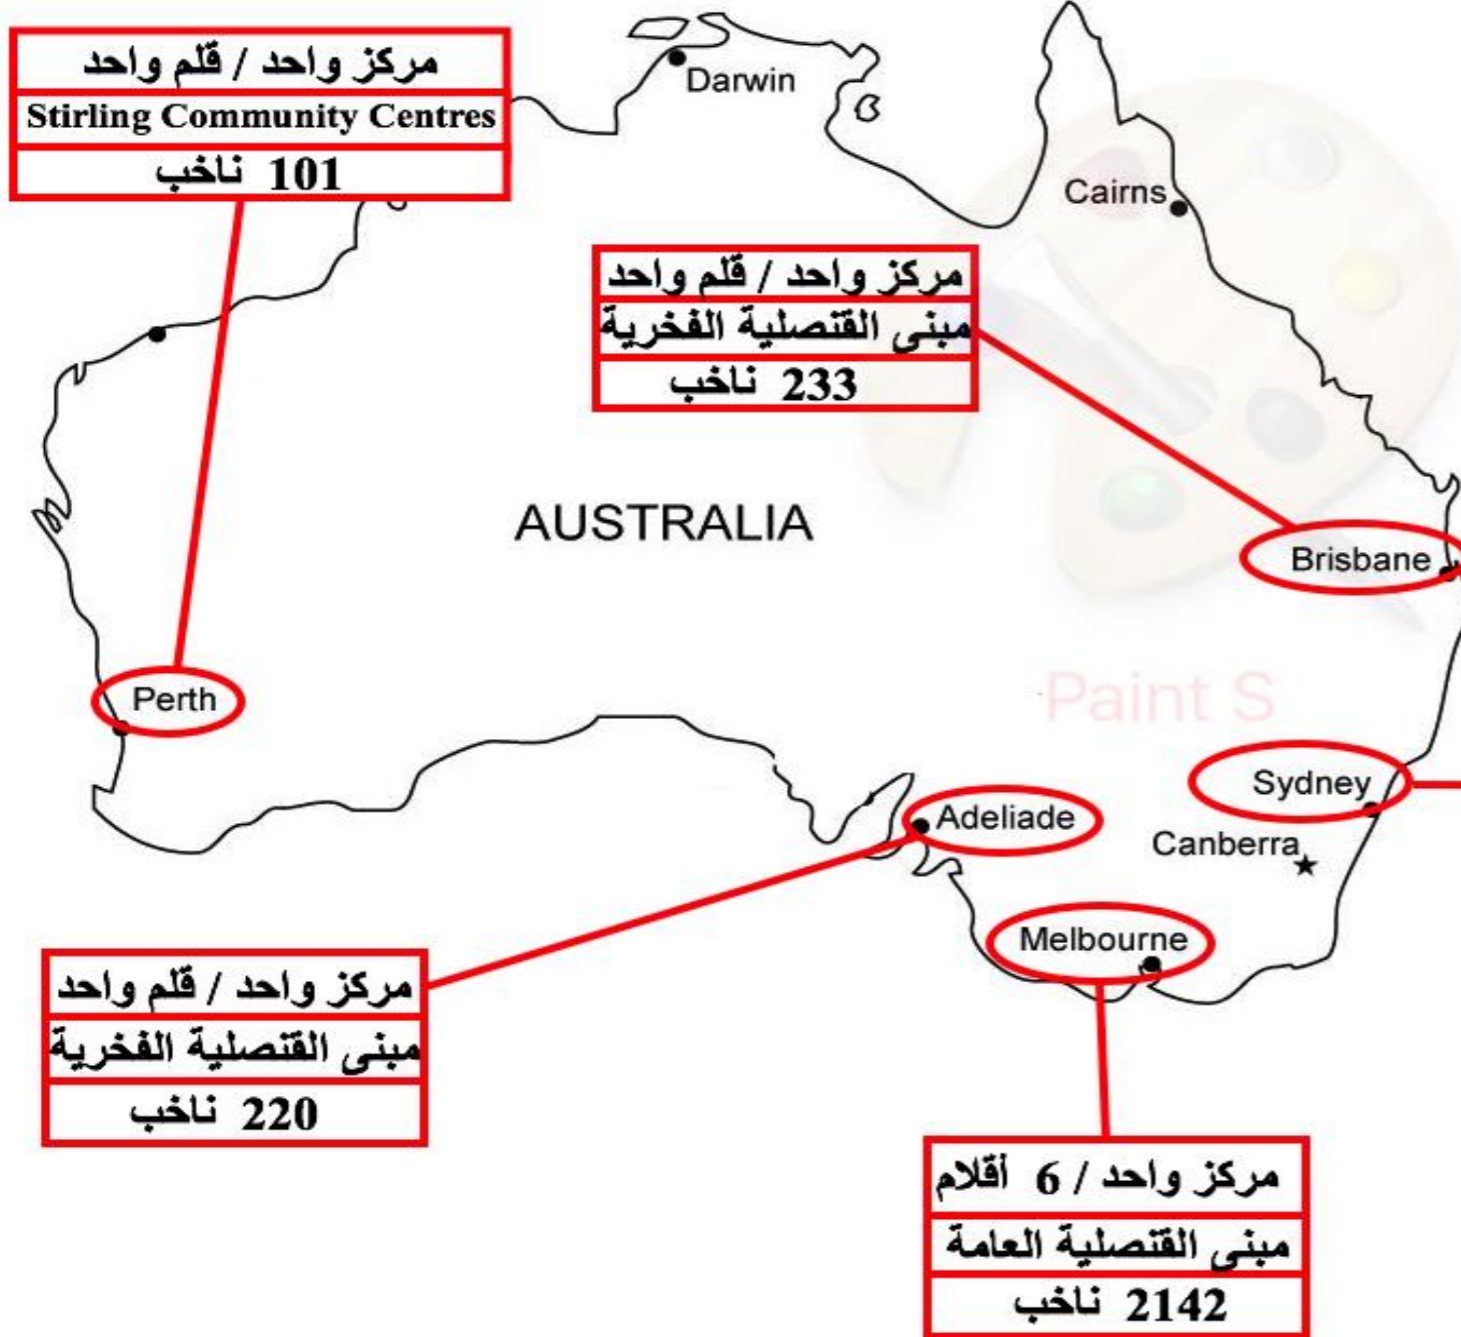 مركز واحد / قلم واحد
Stirling Community Centres
101 ناخب
Darwin
Cairns
مركز واحد / قلم واحد
مبنى القنصلية الفخرية
233 ناخب
AUSTRALIA
Brisbane
Perth
Paint S
Sydney
Adeliade
Canberra
Melbourne
مركز واحد / قلم واحد
مبنى القنصلية الفخرية
220 ناخب
مركز واحد / 6 أقلام
مبنى القنصلية العامة
2142 ناخب